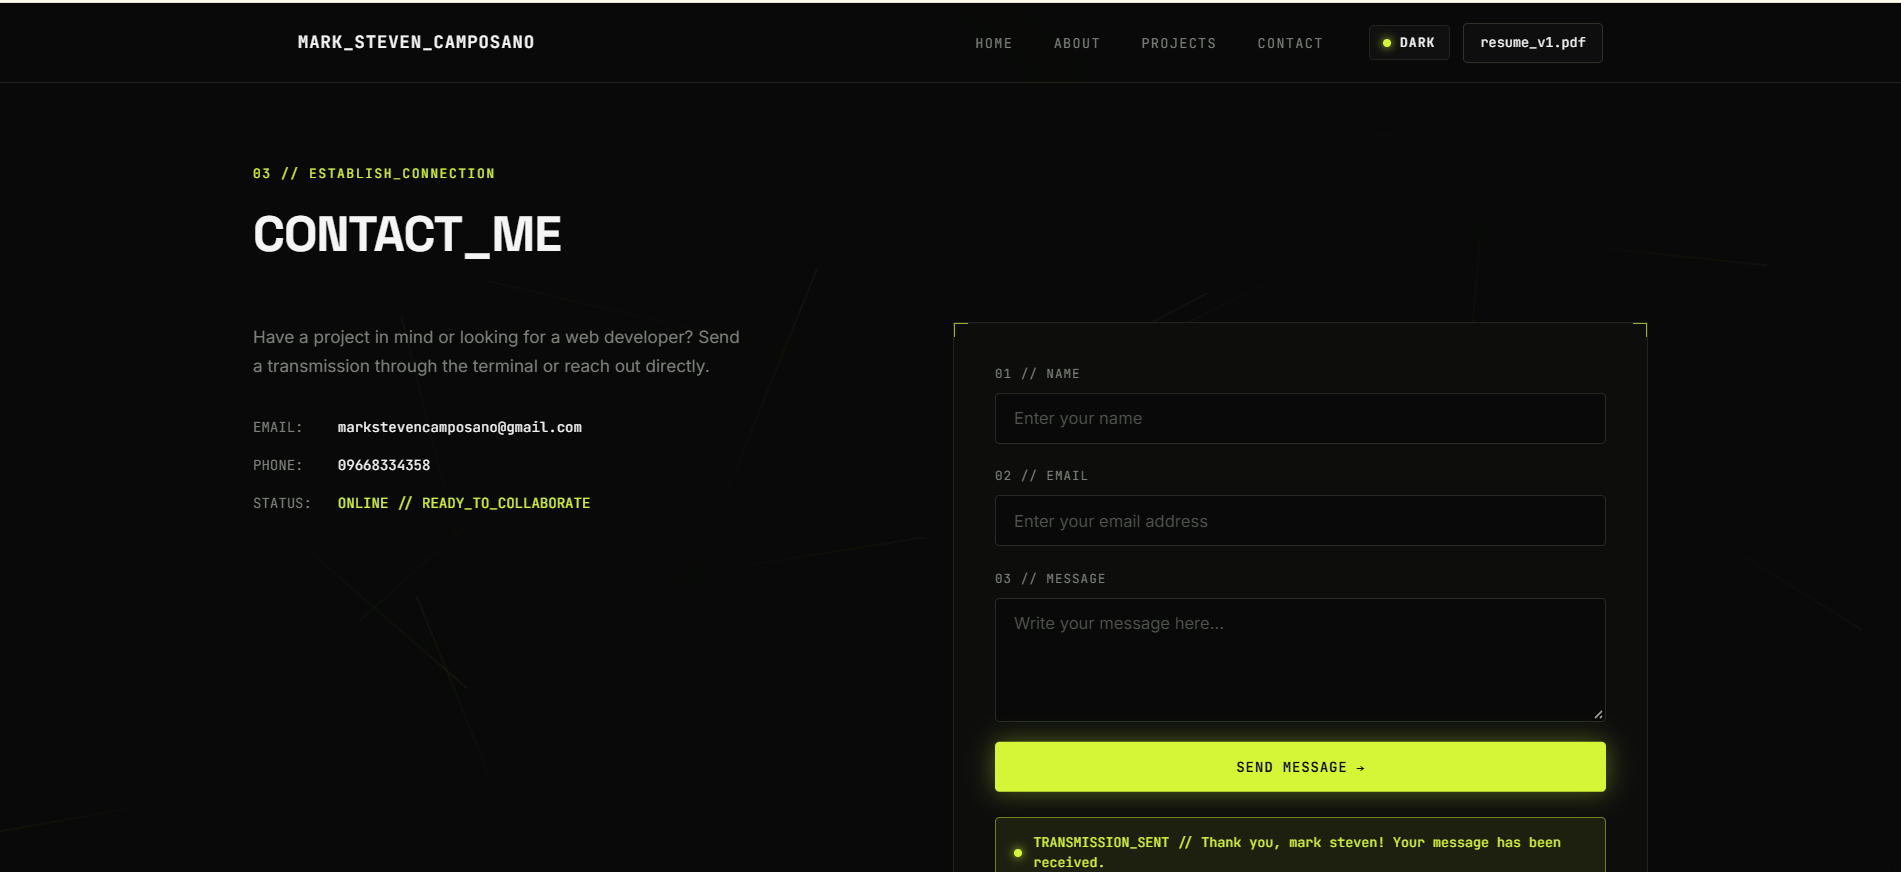 MARK_STEVEN_CAMPOSANO
HOME
ABOUT
PROJECTS
CONTACT
DARK
resume_v1.pdf
03 // ESTABLISH_CONNECTION
CONTACT_ME
Have a project in mind or looking for a web developer? Send
a transmission through the terminal or reach out directly.
EMAIL: markstevencamposano@gmail.com
PHONE: 09668334358
STATUS: ONLINE // READY_TO_COLLABORATE
01 // NAME
Enter your name
02 // EMAIL
Enter your email address
03 // MESSAGE
Write your message here...
SEND MESSAGE →
TRANSMISSION_SENT // Thank you, mark steven! Your message has been
received.